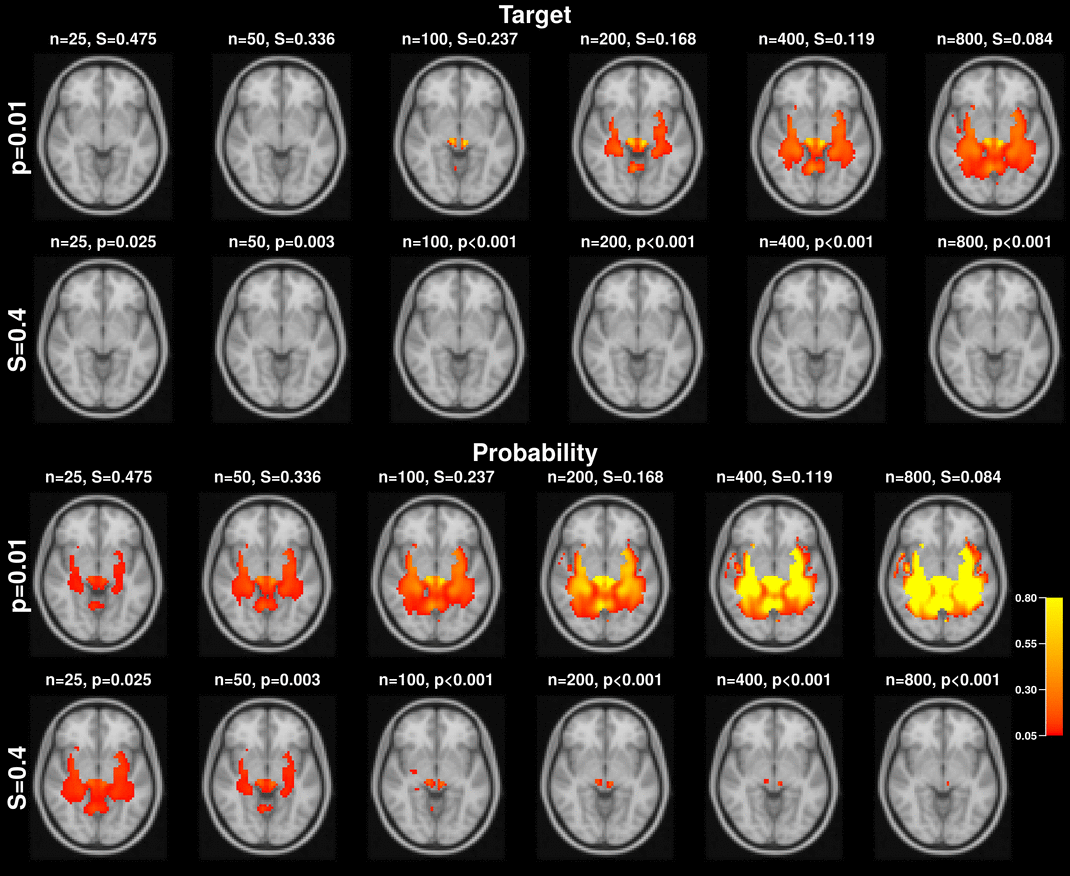 Target
n=25, S=0.475 n=50, S=0.336 n=100, S=0.237 n=200, S=0.168 n=400, S=0.119 n=800, S=0.084
p=0.01
n=25, p=0.025 n=50, p=0.003 n=100, p<0.001 n=200, p<0.001 n=400, p<0.001 n=800, p<0.001
S=0.4
Probability
n=25, S=0.475 n=50, S=0.336 n=100, S=0.237 n=200, S=0.168 n=400, S=0.119 n=800, S=0.084
p=0.01
0.80
0.55
0.30
0.05
n=25, p=0.025 n=50, p=0.003 n=100, p<0.001 n=200, p<0.001 n=400, p<0.001 n=800, p<0.001
S=0.4